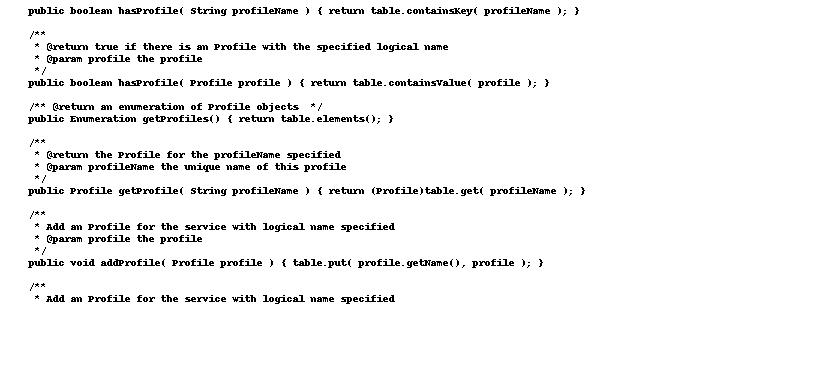 public boolean hasProfile( String profileName ) { return table.containsKey( profileName ); }
/**
* @return true if there is an Profile with the specified logical name
* @param profile the profile
*/
public boolean hasProfile( Profile profile ) { return table.containsValue( profile ); }
/** @return an enumeration of Profile objects  */
public Enumeration getProfiles() { return table.elements(); }
/**
* @return the Profile for the profileName specified
* @param profileName the unique name of this profile
*/
public Profile getProfile( String profileName ) { return (Profile)table.get( profileName ); }
/**
* Add an Profile for the service with logical name specified
* @param profile the profile
*/
public void addProfile( Profile profile ) { table.put( profile.getName(), profile ); }
/**
* Add an Profile for the service with logical name specified